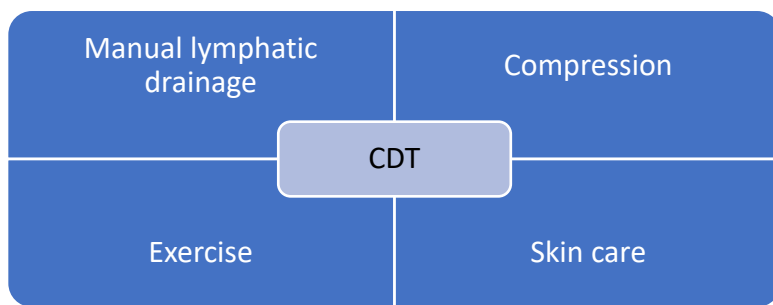 Manual lymphatic
drainage
Compression
CDT
Exercise
Skin care